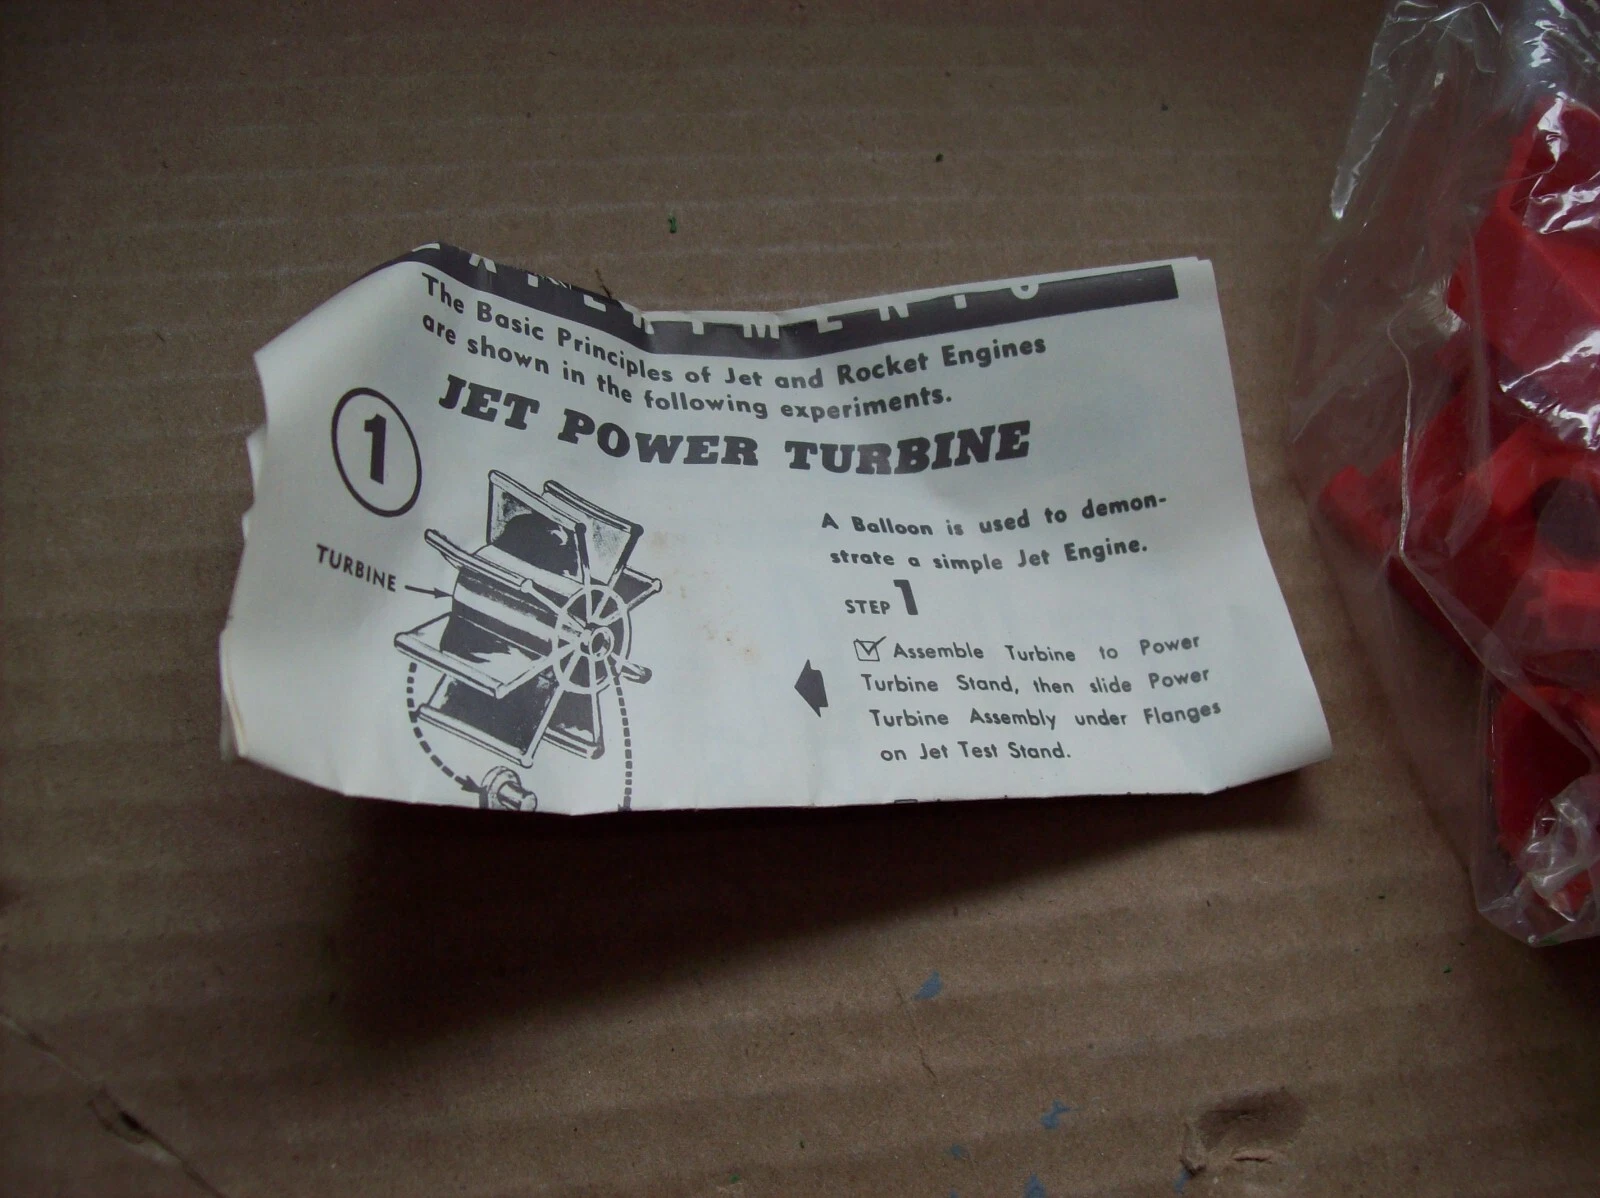 The Basic Principles of Jet and Rocket Engines
are shown in the following experiments.
1
JET POWER TURBINE
TURBINE
A Balloon is used to demon-
strate a simple Jet Engine.
STEP 1
Assemble Turbine to Power
Turbine Stand, then slide Power
Turbine Assembly under Flanges
on Jet Test Stand.